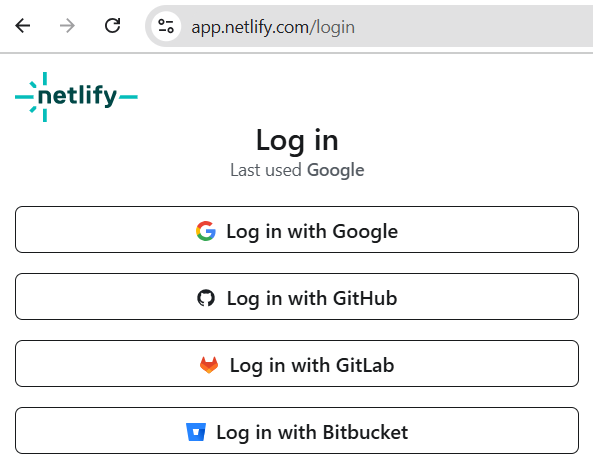 app.netlify.com/login
netlify
Log in
Last used Google
Log in with Google
Log in with GitHub
Log in with GitLab
Log in with Bitbucket